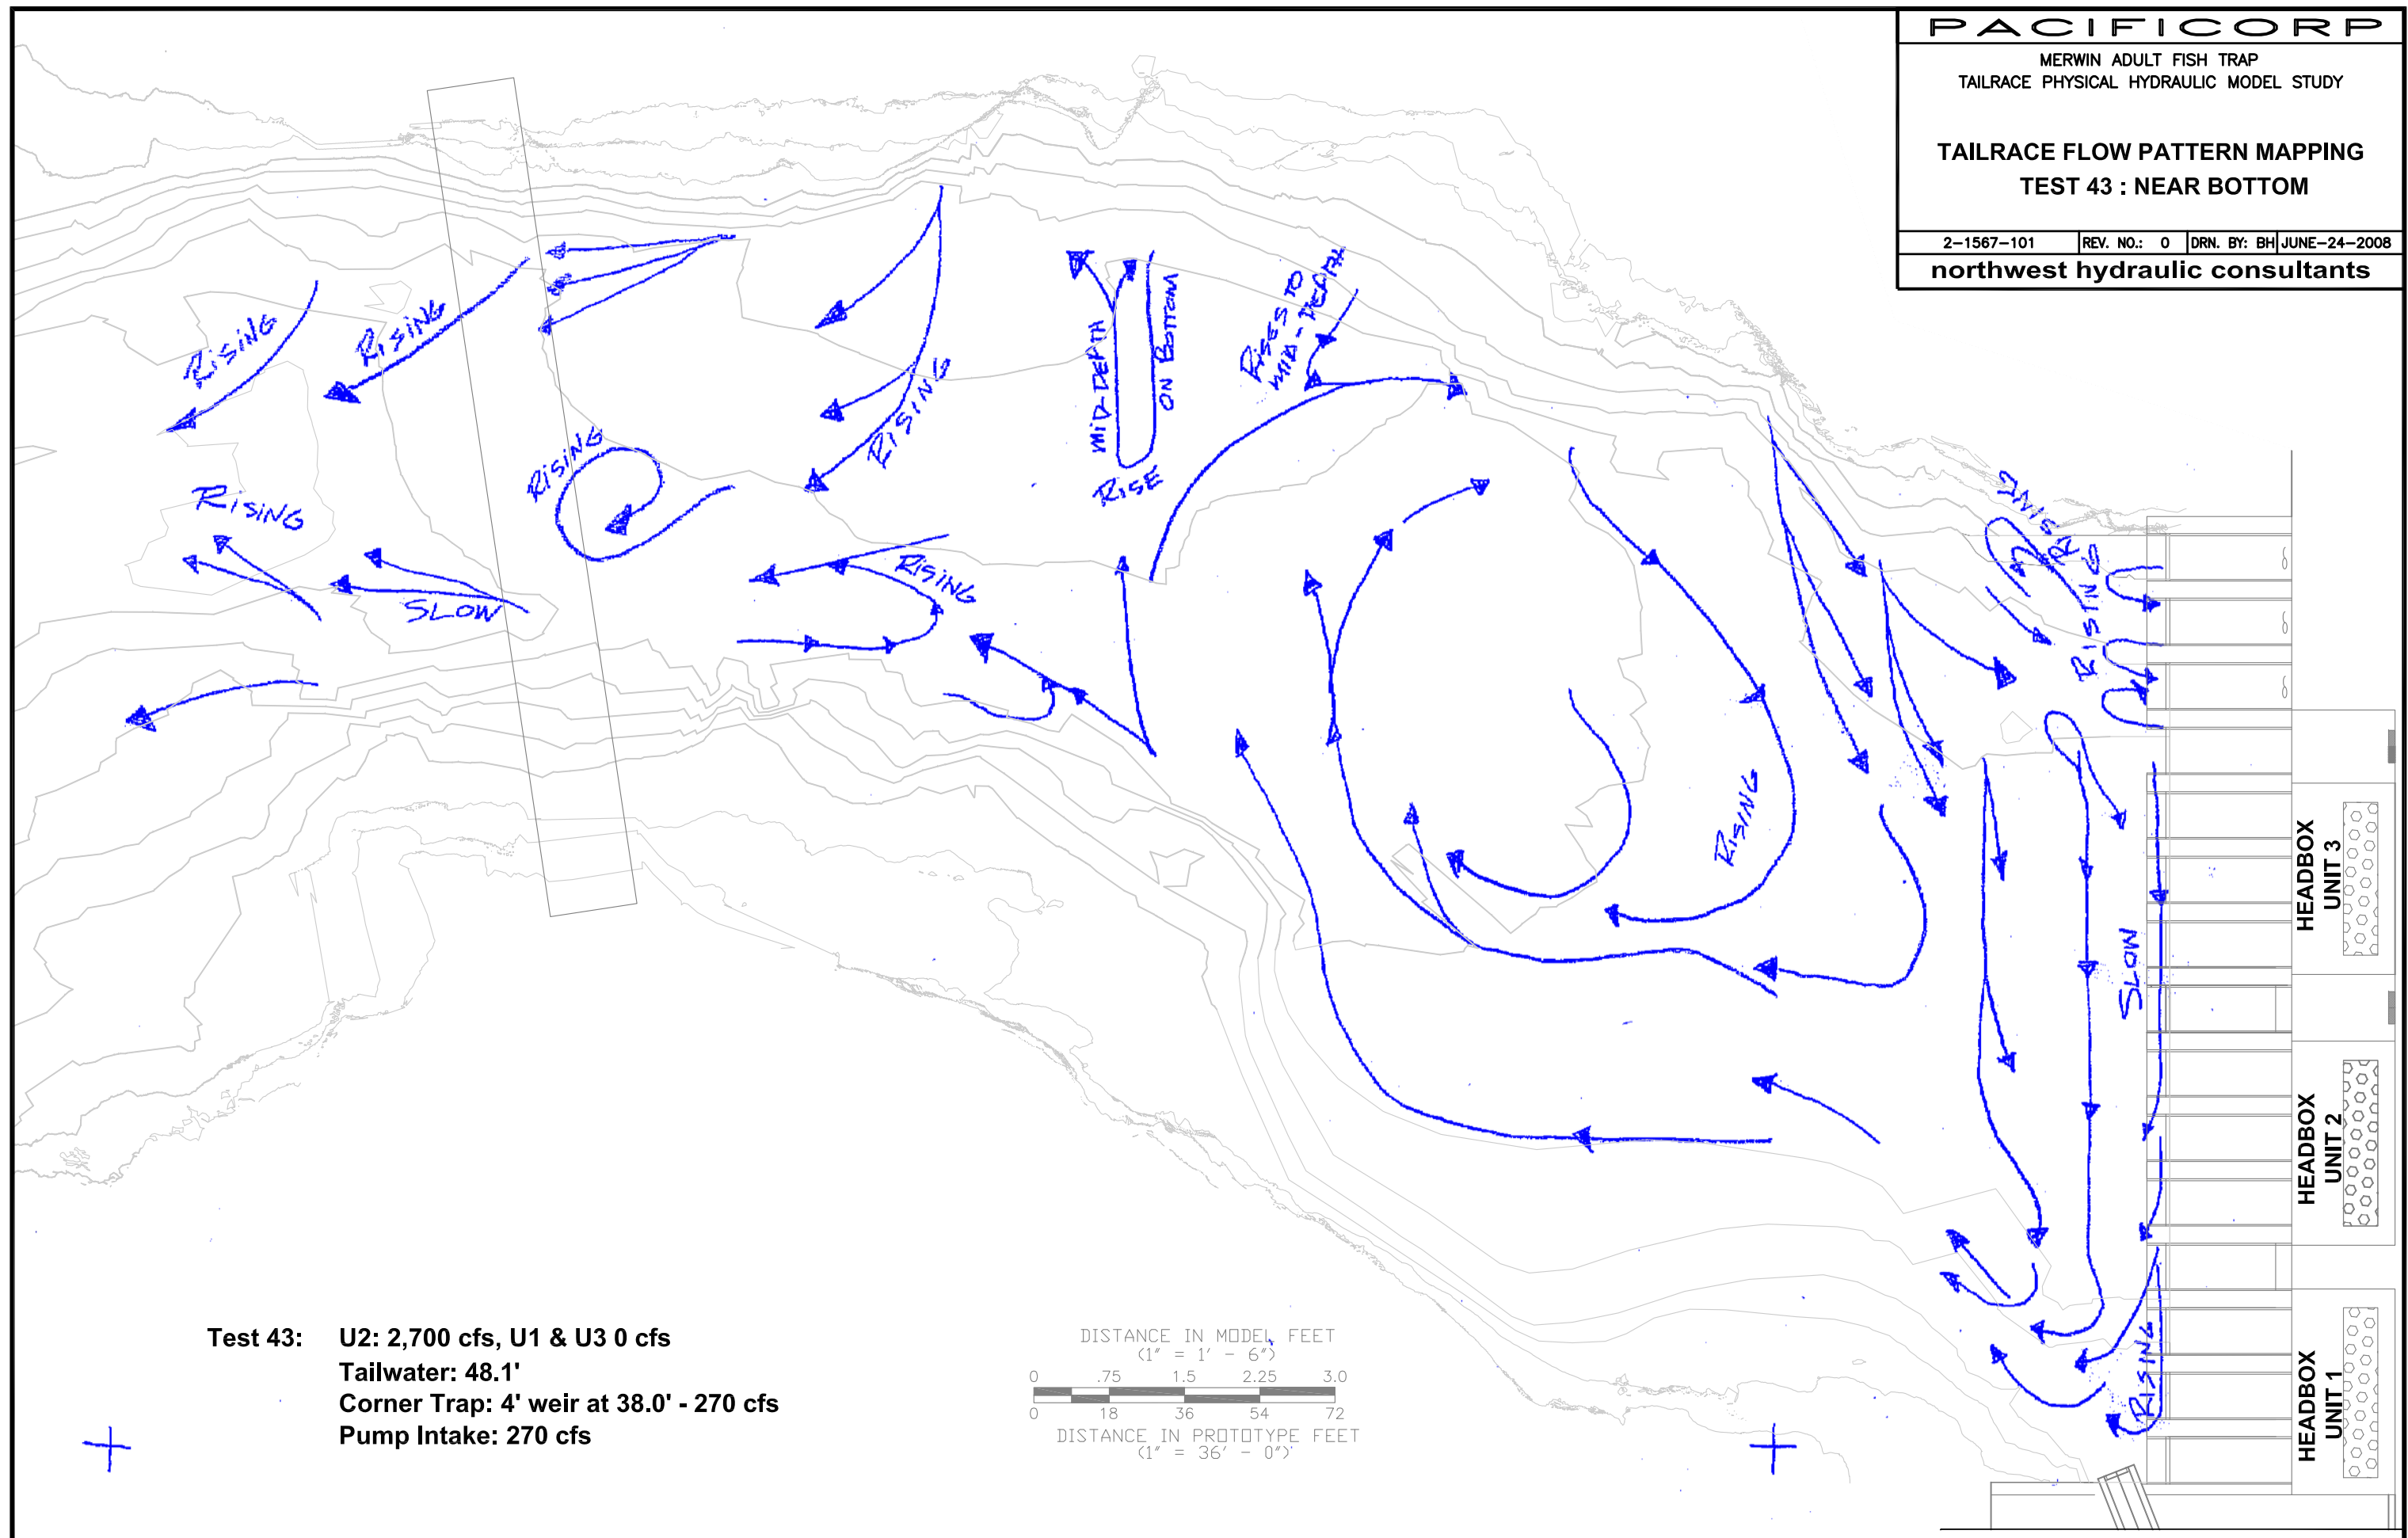 PACIFICORP
MERWIN ADULT FISH TRAP
TAILRACE PHYSICAL HYDRAULIC MODEL STUDY
TAILRACE FLOW PATTERN MAPPING
TEST 43 : NEAR BOTTOM
2-1567-101 REV. NO.: 0 DRN. BY: BH JUNE-24-2008
northwest hydraulic consultants
RISING
RISING
RISING
RISING
SLOW
RISING
RISING
MID-DEPTH
ON BOTTOM
RISE
RISES TO
MID-DEPTH
RISING
RISING
RISING
SLOW
RISING
HEADBOX
UNIT 3
HEADBOX
UNIT 2
HEADBOX
UNIT 1
Test 43: U2: 2,700 cfs, U1 & U3 0 cfs
Tailwater: 48.1'
Corner Trap: 4' weir at 38.0' - 270 cfs
Pump Intake: 270 cfs
DISTANCE IN MODEL FEET
(1" = 1' - 6")
0 .75 1.5 2.25 3.0
0 18 36 54 72
DISTANCE IN PROTOTYPE FEET
(1" = 36' - 0")